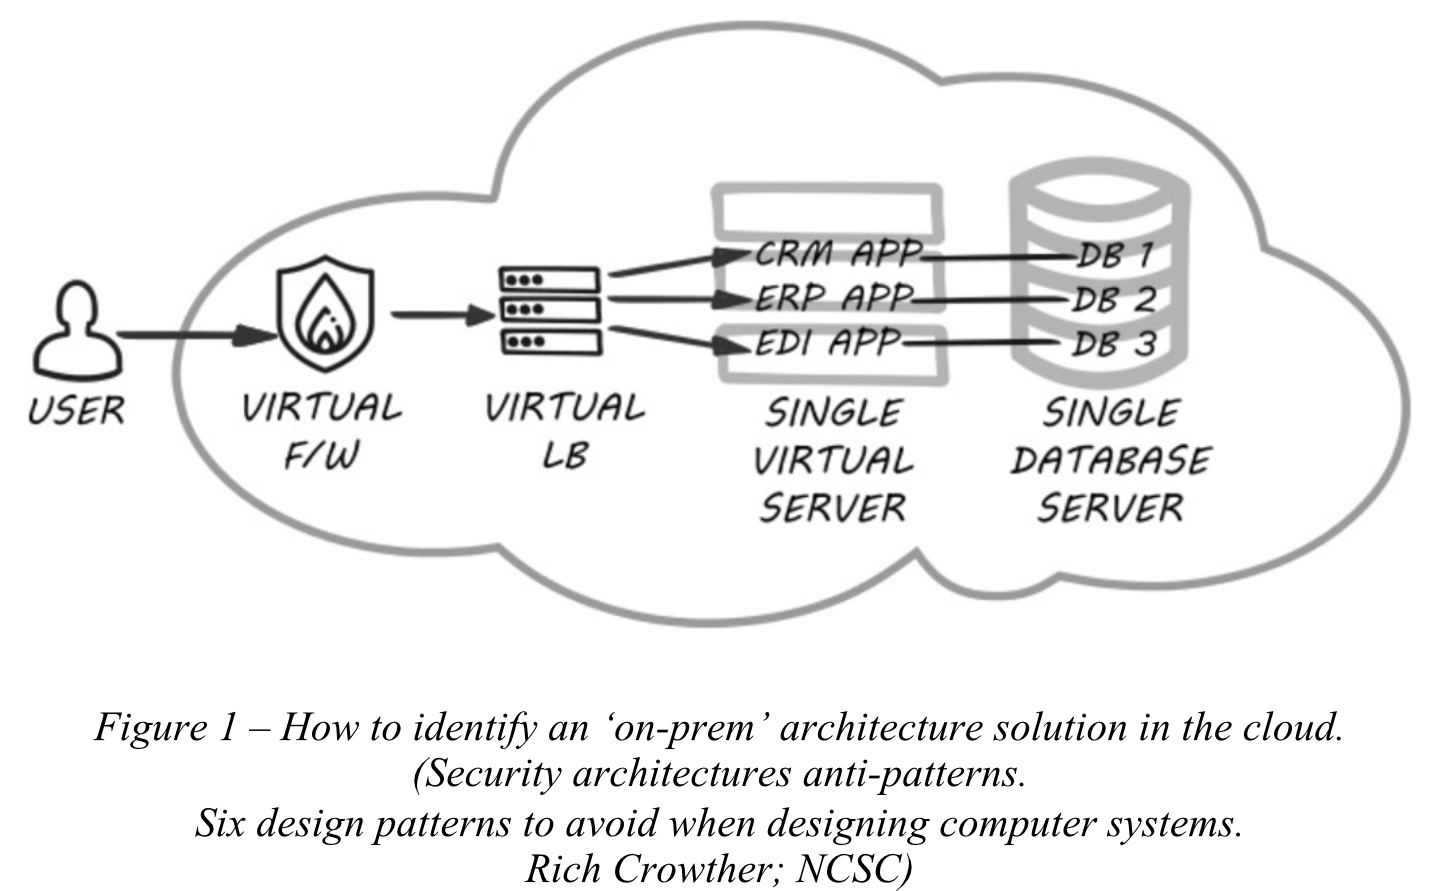 CRM APP
DB 1
ERP APP
DB 2
EDI APP
DB 3
USER
VIRTUAL
F/W
VIRTUAL
LB
SINGLE
VIRTUAL
SERVER
SINGLE
DATABASE
SERVER
Figure 1 – How to identify an ‘on-prem’ architecture solution in the cloud.
(Security architectures anti-patterns.
Six design patterns to avoid when designing computer systems.
Rich Crowther; NCSC)